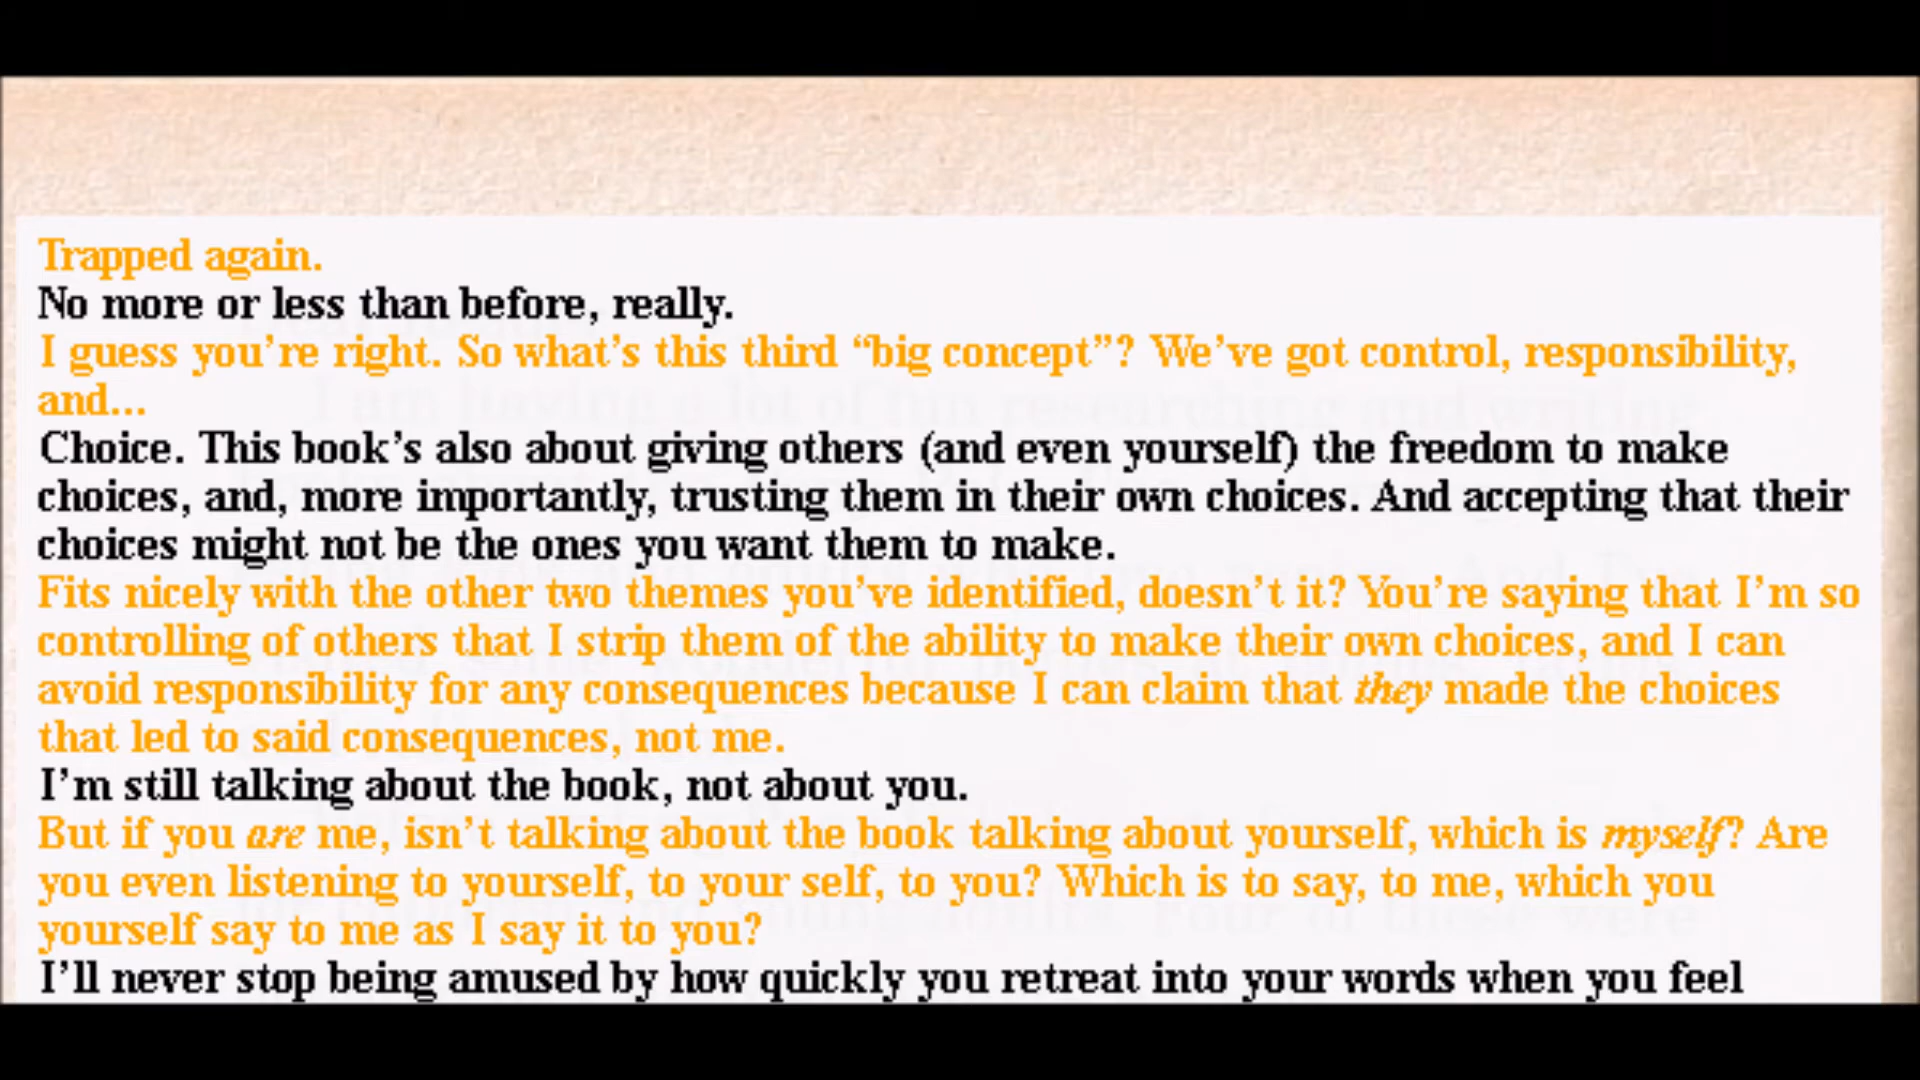 Trapped again.
No more or less than before, really.
I guess you're right. So what's this third “big concept”? We've got control, responsibility,
and...
Choice. This book's also about giving others (and even yourself) the freedom to make
choices, and, more importantly, trusting them in their own choices. And accepting that their
choices might not be the ones you want them to make.
Fits nicely with the other two themes you've identified, doesn't it? You're saying that I'm so
controlling of others that I strip them of the ability to make their own choices, and I can
avoid responsibility for any consequences because I can claim that they made the choices
that led to said consequences, not me.
I'm still talking about the book, not about you.
But if you are me, isn't talking about the book talking about yourself, which is myself? Are
you even listening to yourself, to your self, to you? Which is to say, to me, which you
yourself say to me as I say it to you?
I'll never stop being amused by how quickly you retreat into your words when you feel